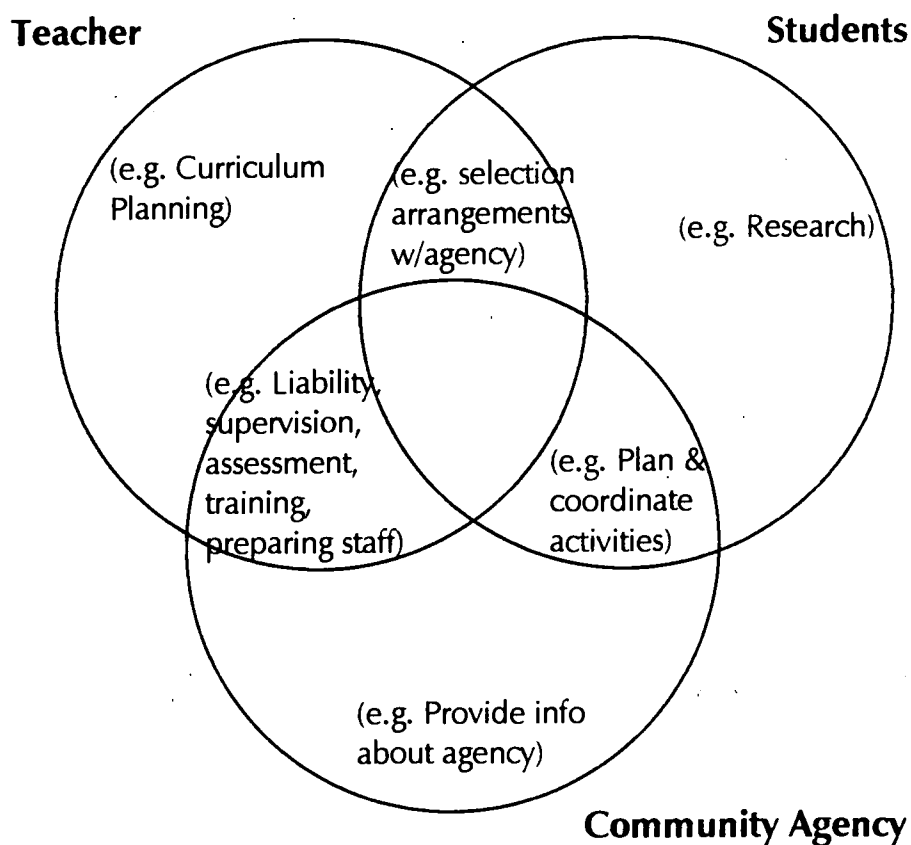 Teacher
Students
(e.g. Curriculum
Planning)
(e.g. selection
arrangements
w/agency)
(e.g. Research)
(e.g. Liability,
supervision,
assessment,
training,
preparing staff)
(e.g. Plan &
coordinate
activities)
(e.g. Provide info
about agency)
Community Agency